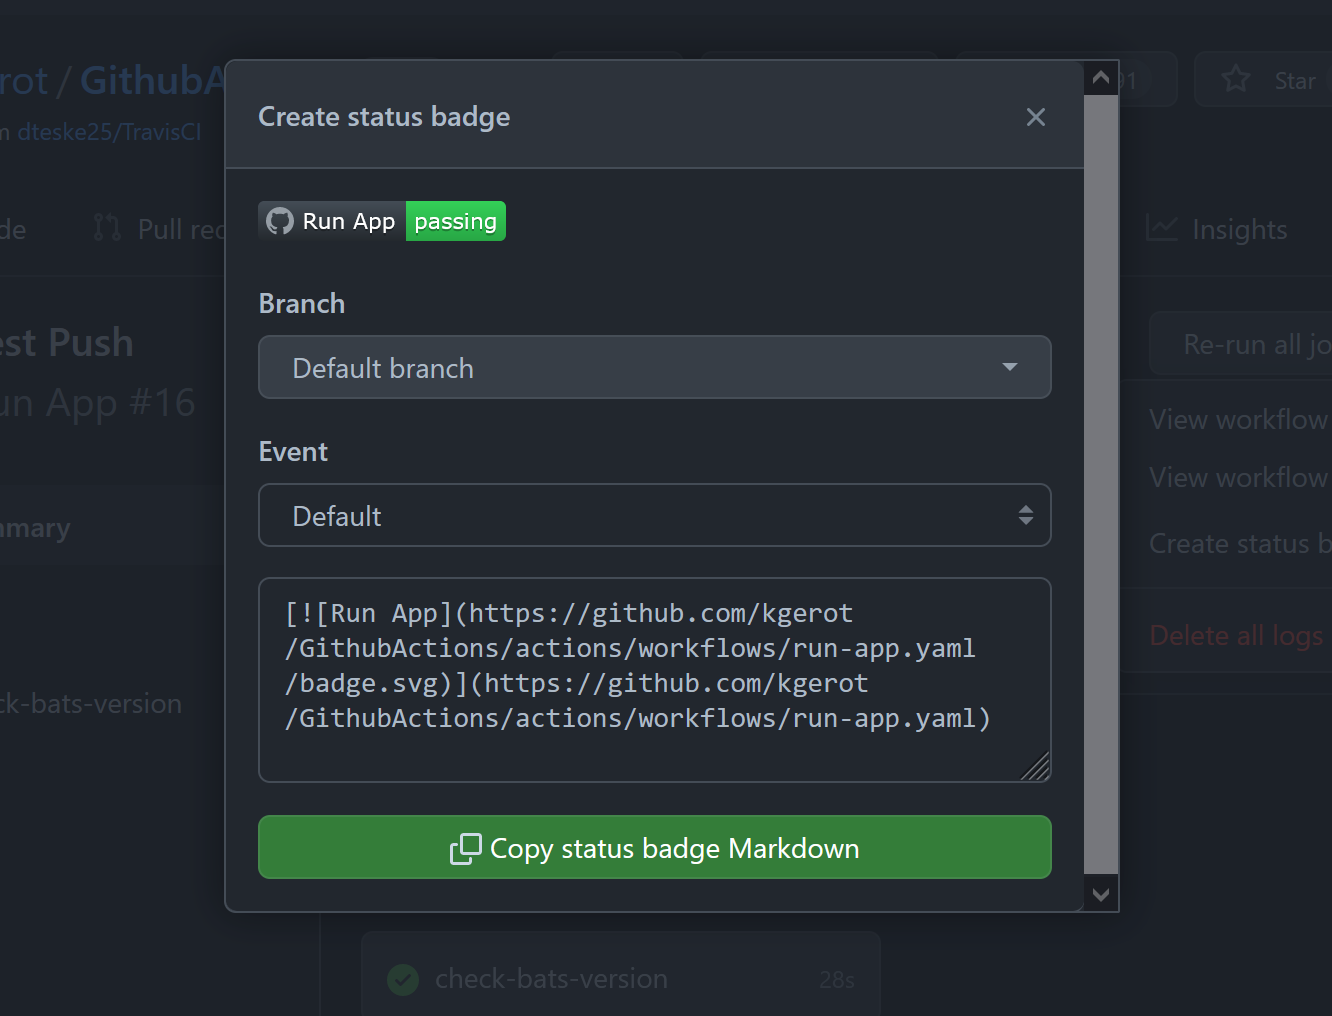 rot / GithubA
91
Star
m dteske25/TravisCI
de
Pull rec
Insights
est Push
un App #16
Re-run all jo
View workflow
View workflow
Create status b
Delete all logs
mmary
ck-bats-version
Create status badge
Run App passing
Branch
Default branch
Event
Default
[![Run App](https://github.com/kgerot
/GithubActions/actions/workflows/run-app.yaml
/badge.svg)](https://github.com/kgerot
/GithubActions/actions/workflows/run-app.yaml)
Copy status badge Markdown
check-bats-version 28s